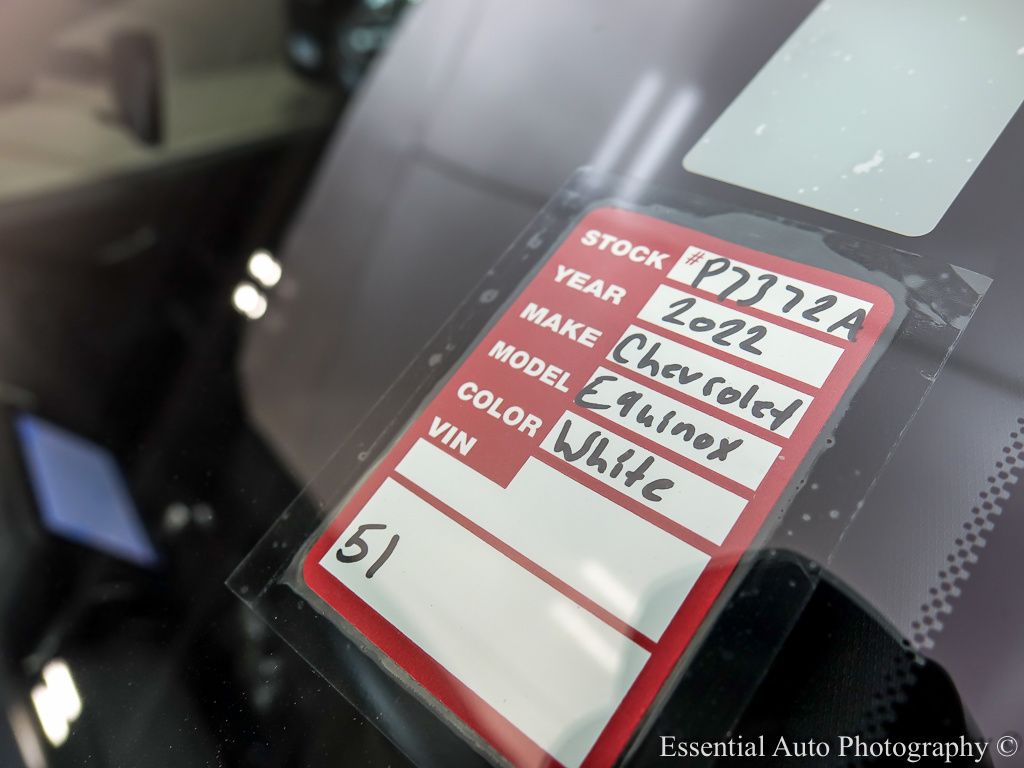 STOCK #P7372A
YEAR 2022
MAKE Chevrolet
MODEL Equinox
COLOR White
VIN
51
Essential Auto Photography ©